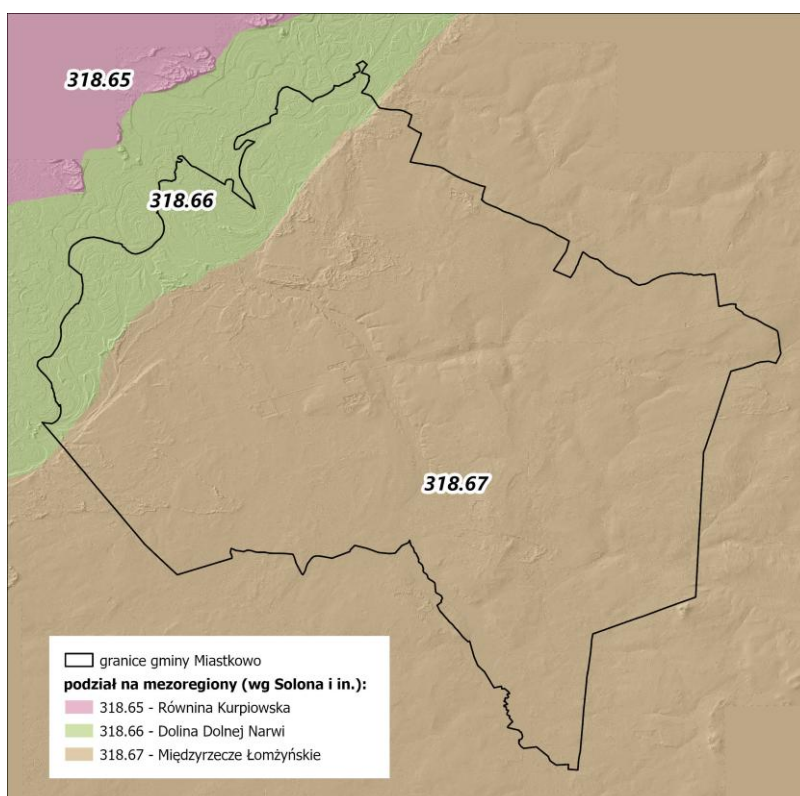 318.65
318.66
318.67
granice gminy Miastkowo
podział na mezoregiony (wg Solona i in.):
318.65 - Równina Kurpiowska
318.66 - Dolina Dolnej Narwi
318.67 - Międzyrzecze Łomżyńskie